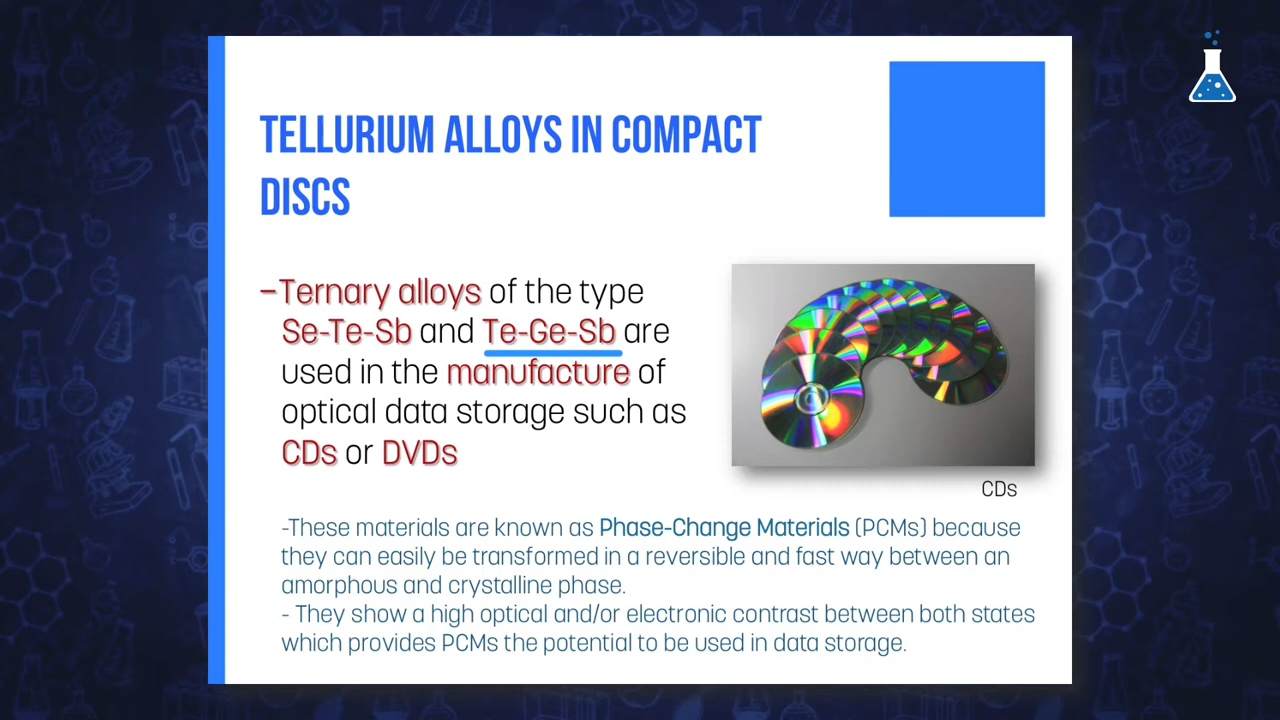 TELLURIUM ALLOYS IN COMPACT
DISCS
–Ternary alloys of the type
Se-Te-Sb and Te-Ge-Sb are
used in the manufacture of
optical data storage such as
CDs or DVDs
CDs
-These materials are known as Phase-Change Materials (PCMs) because
they can easily be transformed in a reversible and fast way between an
amorphous and crystalline phase.
- They show a high optical and/or electronic contrast between both states
which provides PCMs the potential to be used in data storage.